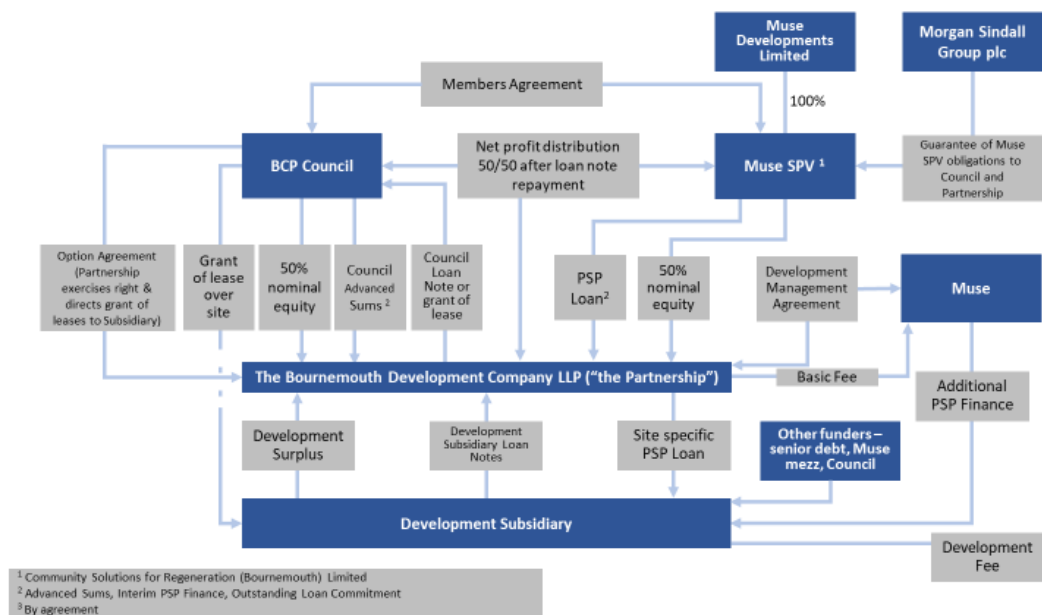 Muse
Developments
Limited
Morgan Sindall
Group plc
Members Agreement
100%
BCP Council
Net profit distribution
50/50 after loan note
repayment
Muse SPV ¹
Guarantee of Muse
SPV obligations to
Council and
Partnership
Option Agreement
(Partnership
exercises right &
directs grant of
leases to Subsidiary)
Grant
of lease
over
site
50%
nominal
equity
Council
Advanced
Sums ²
Council
Loan
Note or
grant of
lease
PSP
Loan²
50%
nominal
equity
Development
Management
Agreement
Muse
The Bournemouth Development Company LLP (“the Partnership”)
Basic Fee
Additional
PSP Finance
Development
Surplus
Development
Subsidiary Loan
Notes
Site specific
PSP Loan
Other funders –
senior debt, Muse
mezz, Council
Development Subsidiary
Development
Fee
¹ Community Solutions for Regeneration (Bournemouth) Limited
² Advanced Sums, Interim PSP Finance, Outstanding Loan Commitment
³ By agreement